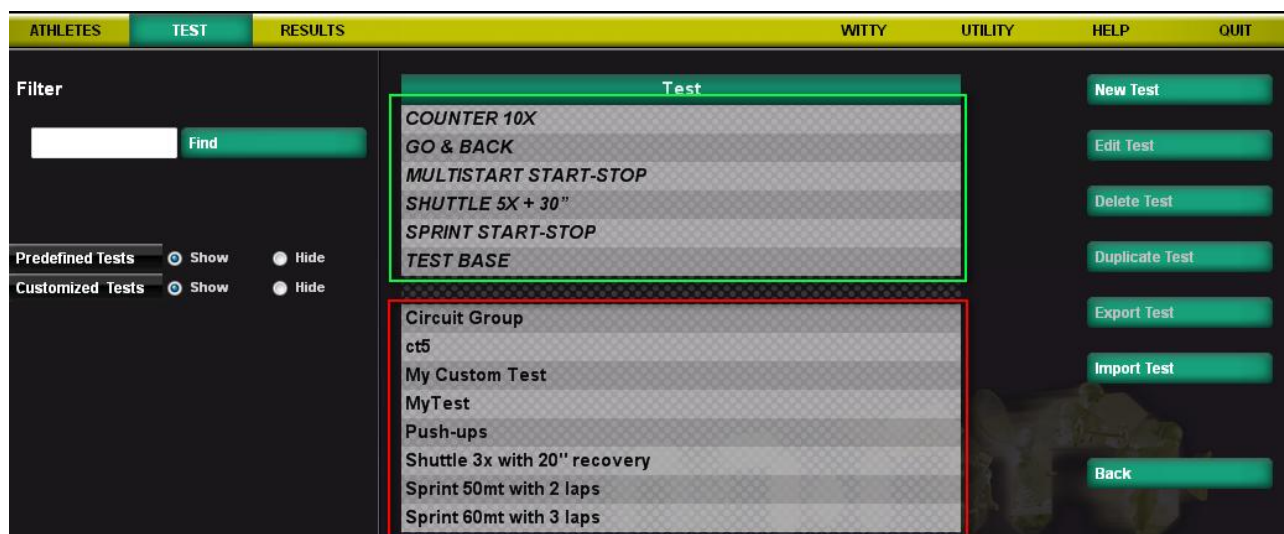 ATHLETES TEST RESULTS WITTY UTILITY HELP QUIT
Filter
Find
Predefined Tests Show Hide
Customized Tests Show Hide
Test
COUNTER 10X
GO & BACK
MULTISTART START-STOP
SHUTTLE 5X + 30”
SPRINT START-STOP
TEST BASE
Circuit Group
ct5
My Custom Test
MyTest
Push-ups
Shuttle 3x with 20'' recovery
Sprint 50mt with 2 laps
Sprint 60mt with 3 laps
New Test
Edit Test
Delete Test
Duplicate Test
Export Test
Import Test
Back